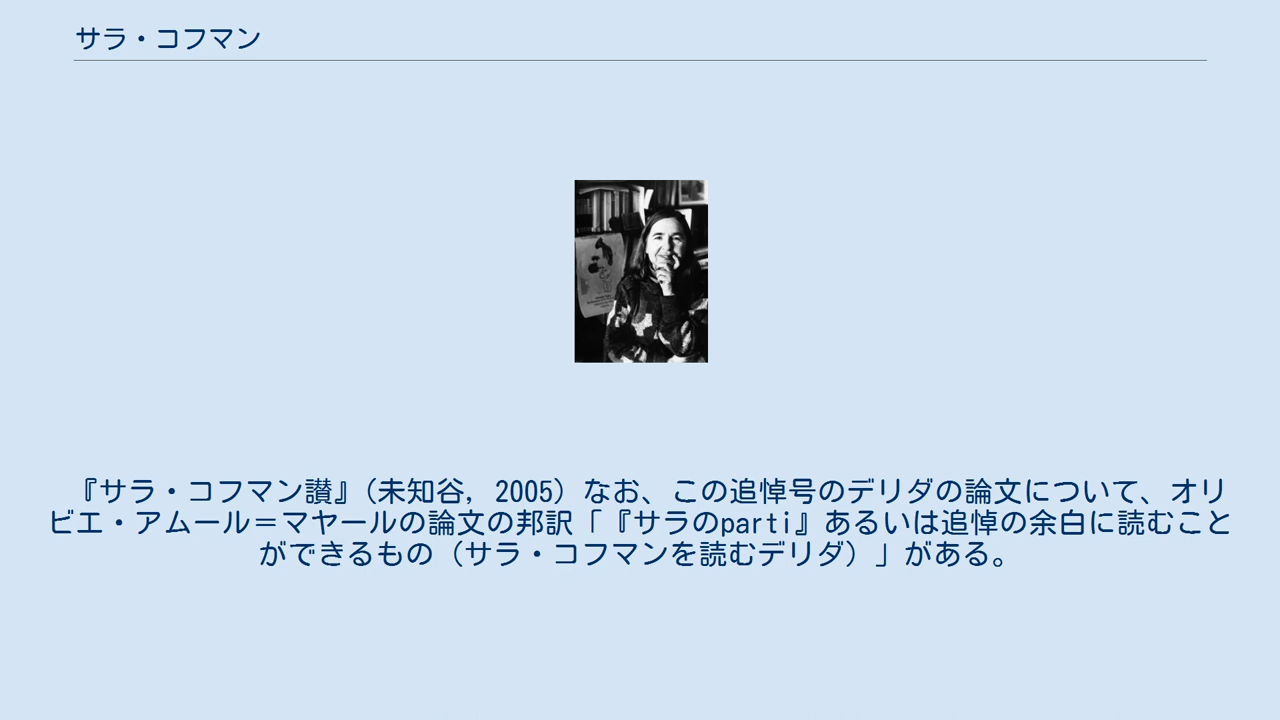 サラ・コフマン
『サラ・コフマン讃』（未知谷, 2005）なお、この追悼号のデリダの論文について、オリ
ビエ・アムール＝マヤールの論文の邦訳「『サラのparti』あるいは追悼の余白に読むこと
ができるもの（サラ・コフマンを読むデリダ）」がある。